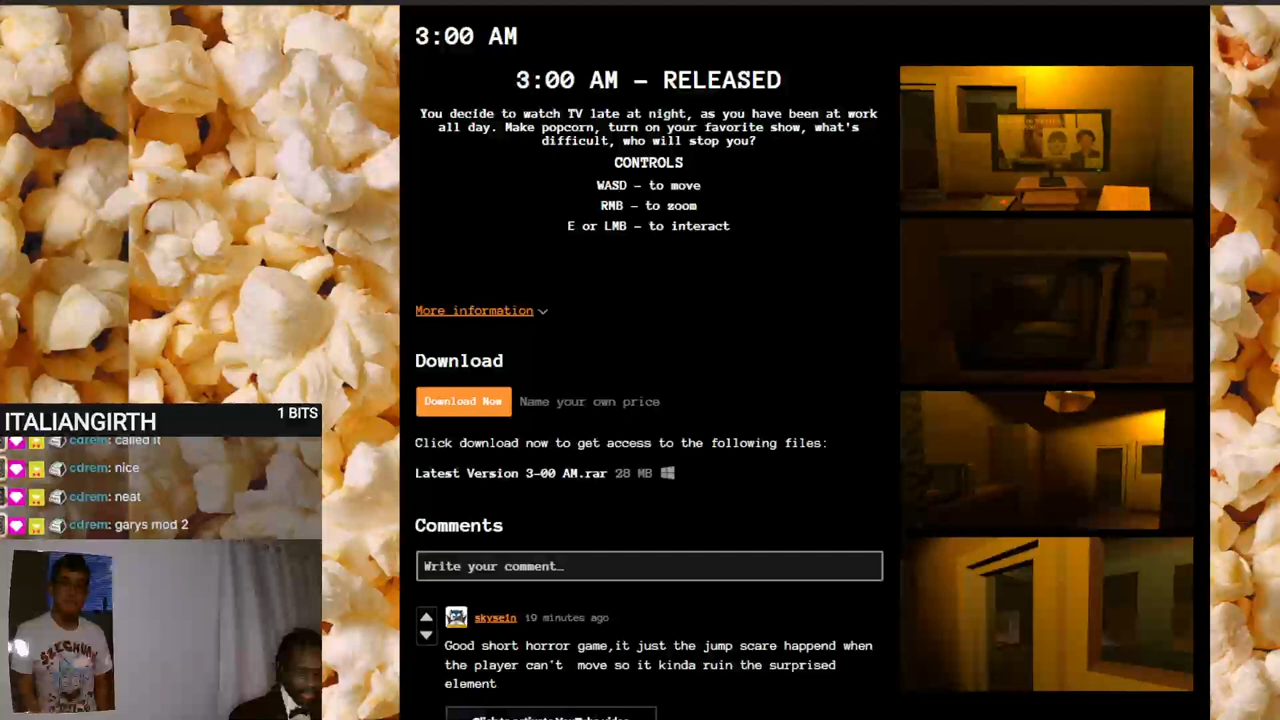 3:00 AM
3:00 AM - RELEASED
You decide to watch TV late at night, as you have been at work
all day. Make popcorn, turn on your favorite show, what's
difficult, who will stop you?
CONTROLS
WASD - to move
RMB - to zoom
E or LMB - to interact
More information
Download
Download Now Name your own price
Click download now to get access to the following files:
Latest Version 3-00 AM.rar 28 MB
Comments
Write your comment…
skyse1n 19 minutes ago
Good short horror game,it just the jump scare happend when
the player can't move so it kinda ruin the surprised
element
ITALIANGIRTH 1 BITS
cdrem: called it
cdrem: nice
cdrem: neat
cdrem: garys mod 2